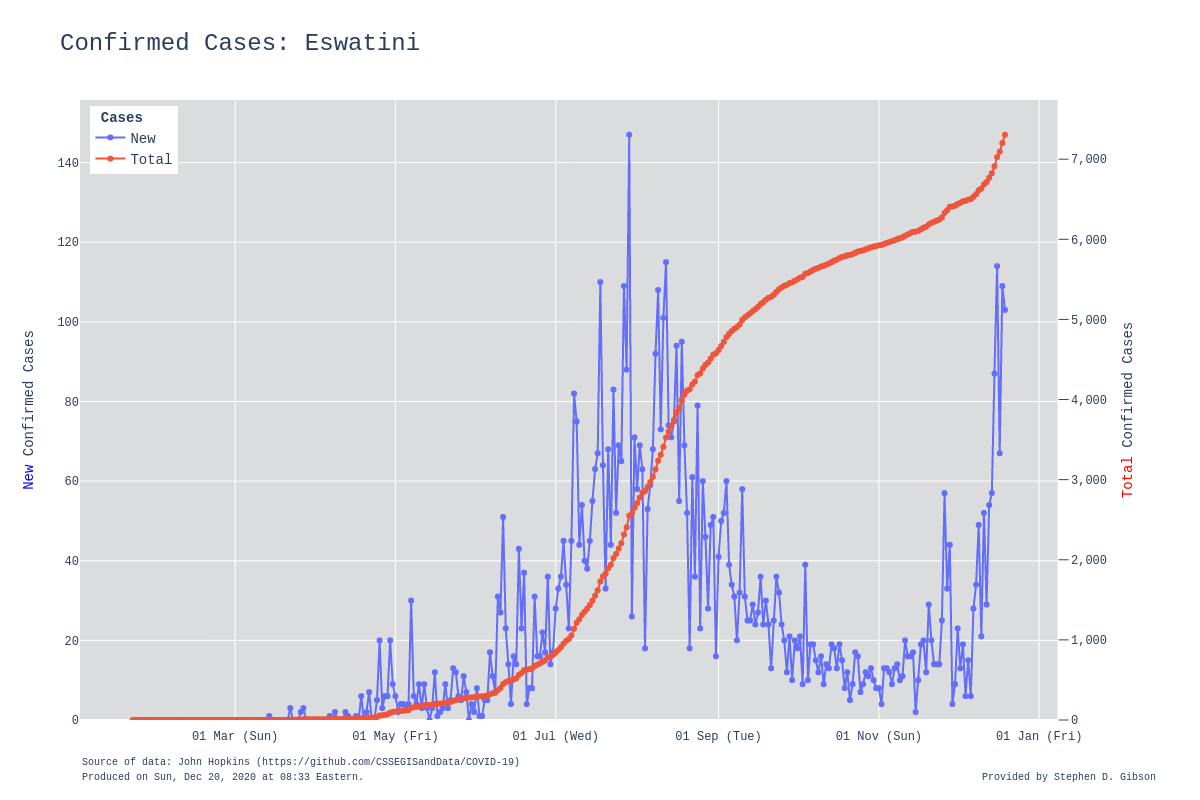 Confirmed Cases: Eswatini
Cases
New
Total
140
120
100
80
60
40
20
0
7,000
6,000
5,000
4,000
3,000
2,000
1,000
0
New Confirmed Cases
Total Confirmed Cases
01 Mar (Sun)
01 May (Fri)
01 Jul (Wed)
01 Sep (Tue)
01 Nov (Sun)
01 Jan (Fri)
Source of data: John Hopkins (https://github.com/CSSEGISandData/COVID-19)
Produced on Sun, Dec 20, 2020 at 08:33 Eastern.
Provided by Stephen D. Gibson